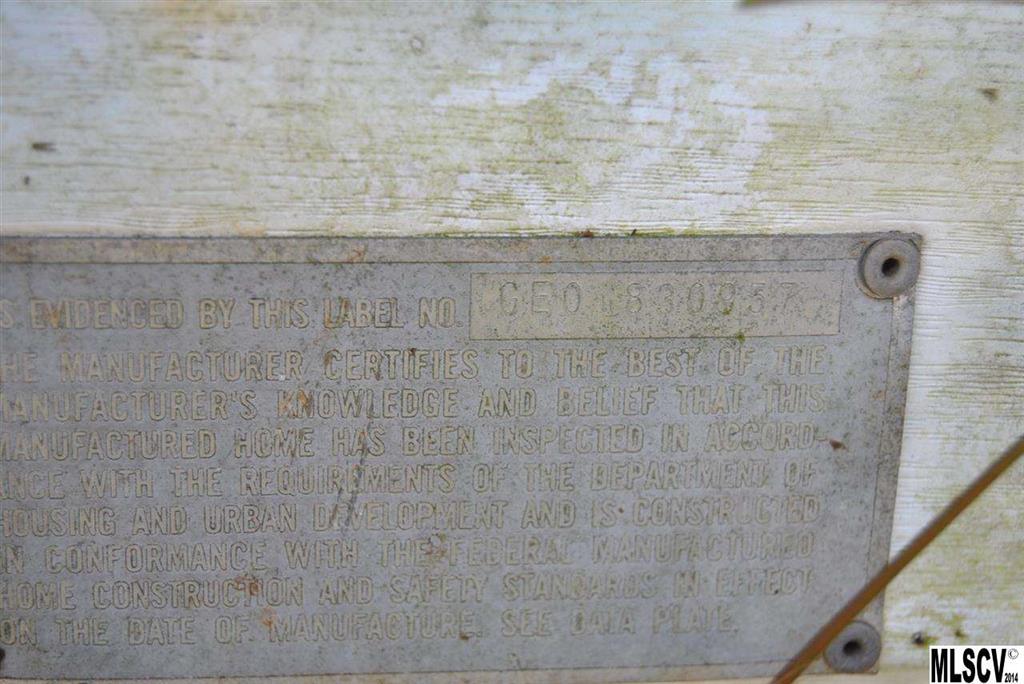 S EVIDENCED BY THIS LABEL NO.
HE MANUFACTURER CERTIFIES TO THE BEST OF THE
MANUFACTURER'S KNOWLEDGE AND BELIEF THAT THIS
MANUFACTURED HOME HAS BEEN INSPECTED IN ACCORD-
ANCE WITH THE REQUIREMENTS OF THE DEPARTMENT OF
HOUSING AND URBAN DEVELOPMENT AND IS CONSTRUCTED
IN CONFORMANCE WITH THE FEDERAL MANUFACTURED
HOME CONSTRUCTION AND SAFETY STANDARDS IN EFFECT
ON THE DATE OF MANUFACTURE. SEE DATA PLATE.
MLSCV©
2014